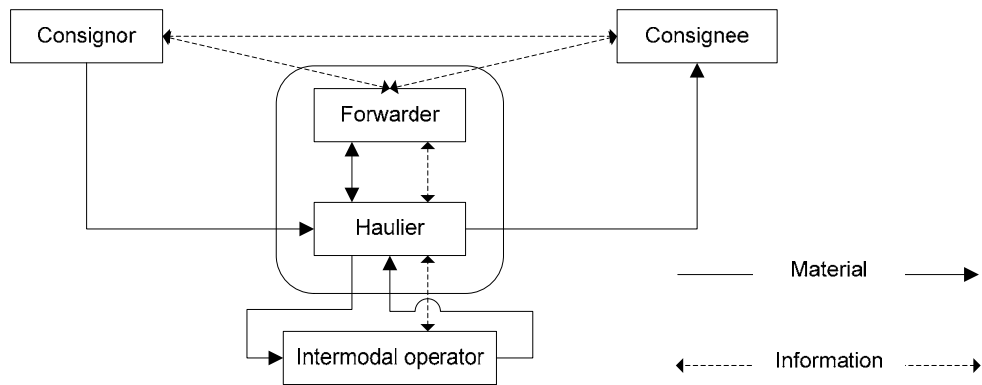 Consignor
Consignee
Forwarder
Haulier
Material
Intermodal operator
Information